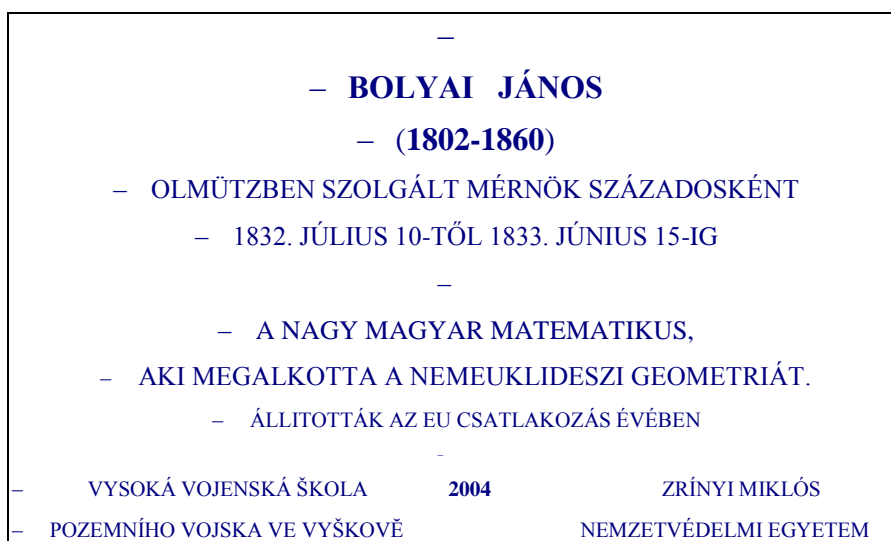 –
– BOLYAI JÁNOS
– (1802-1860)
– OLMÜTZBEN SZOLGÁLT MÉRNÖK SZÁZADOSKÉNT
– 1832. JÚLIUS 10-TŐL 1833. JÚNIUS 15-IG
–
– A NAGY MAGYAR MATEMATIKUS,
– AKI MEGALKOTTA A NEMEUKLIDESZI GEOMETRIÁT.
– ÁLLITOTTÁK AZ EU CSATLAKOZÁS ÉVÉBEN
–
– VYSOKÁ VOJENSKÁ ŠKOLA 2004 ZRÍNYI MIKLÓS
– POZEMNÍHO VOJSKA VE VYŠKOVĚ NEMZETVÉDELMI EGYETEM